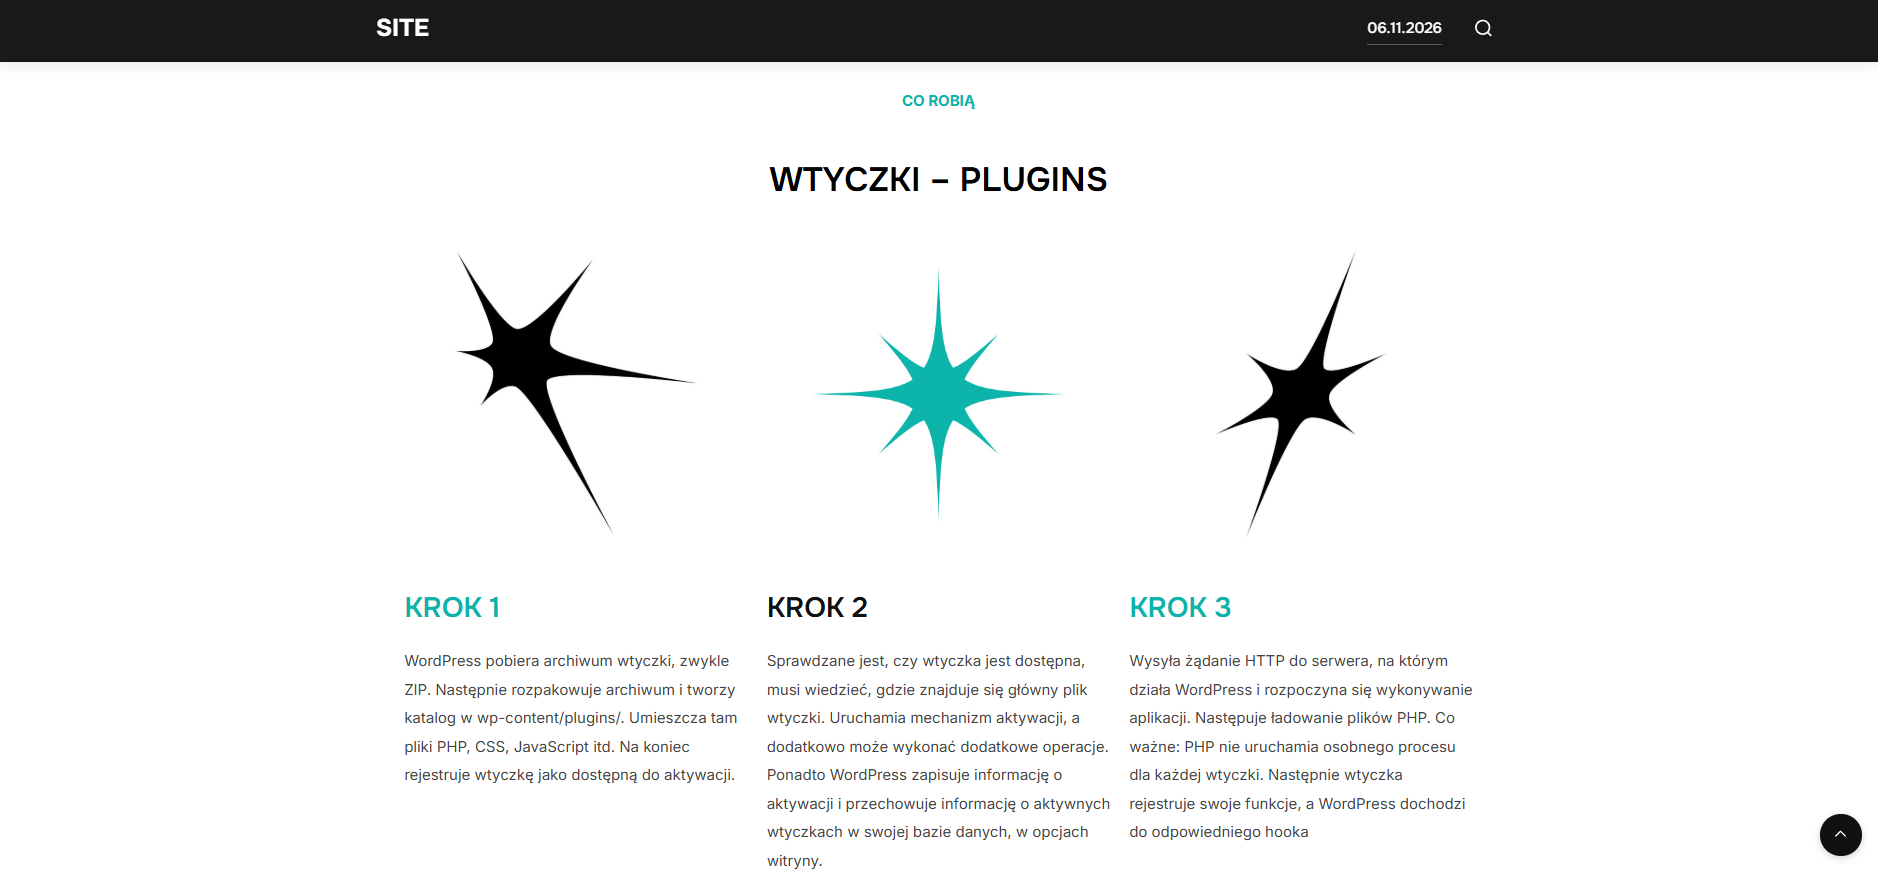 SITE
06.11.2026
CO ROBIĄ
WTYCZKI – PLUGINS
KROK 1
WordPress pobiera archiwum wtyczki, zwykle
ZIP. Następnie rozpakowuje archiwum i tworzy
katalog w wp-content/plugins/. Umieszcza tam
pliki PHP, CSS, JavaScript itd. Na koniec
rejestruje wtyczkę jako dostępną do aktywacji.
KROK 2
Sprawdzane jest, czy wtyczka jest dostępna,
musi wiedzieć, gdzie znajduje się główny plik
wtyczki. Uruchamia mechanizm aktywacji, a
dodatkowo może wykonać dodatkowe operacje.
Ponadto WordPress zapisuje informację o
aktywacji i przechowuje informację o aktywnych
wtyczkach w swojej bazie danych, w opcjach
witryny.
KROK 3
Wysyła żądanie HTTP do serwera, na którym
działa WordPress i rozpoczyna się wykonywanie
aplikacji. Następuje ładowanie plików PHP. Co
ważne: PHP nie uruchamia osobnego procesu
dla każdej wtyczki. Następnie wtyczka
rejestruje swoje funkcje, a WordPress dochodzi
do odpowiedniego hooka